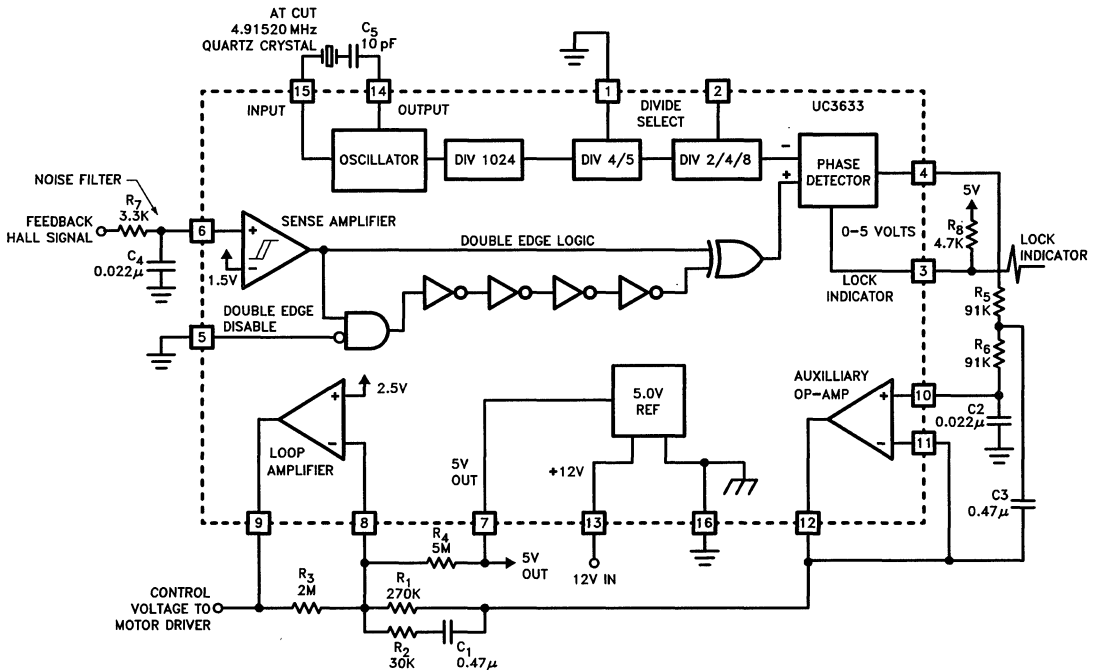 AT CUT
4.91520 MHz
QUARTZ CRYSTAL
C5
10 pF
15
14
1
2
INPUT
OUTPUT
DIVIDE
SELECT
UC3633
OSCILLATOR
DIV 1024
DIV 4/5
DIV 2/4/8
−
+
PHASE
DETECTOR
4
NOISE FILTER
R7
3.3K
FEEDBACK
HALL SIGNAL
6
C4
0.022μ
+
−
1.5V
SENSE AMPLIFIER
DOUBLE EDGE LOGIC
0–5 VOLTS
5V
R8
4.7K
LOCK
INDICATOR
3
LOCK
INDICATOR
DOUBLE EDGE
DISABLE
5
R5
91K
R6
91K
2.5V
+
−
LOOP
AMPLIFIER
5.0V
REF
AUXILLIARY
OP-AMP
+
−
10
11
C2
0.022μ
C3
0.47μ
5V
OUT
+12V
9
8
7
13
16
12
R4
5M
5V
OUT
12V IN
CONTROL
VOLTAGE TO
MOTOR DRIVER
R3
2M
R1
270K
R2
30K
C1
0.47μ